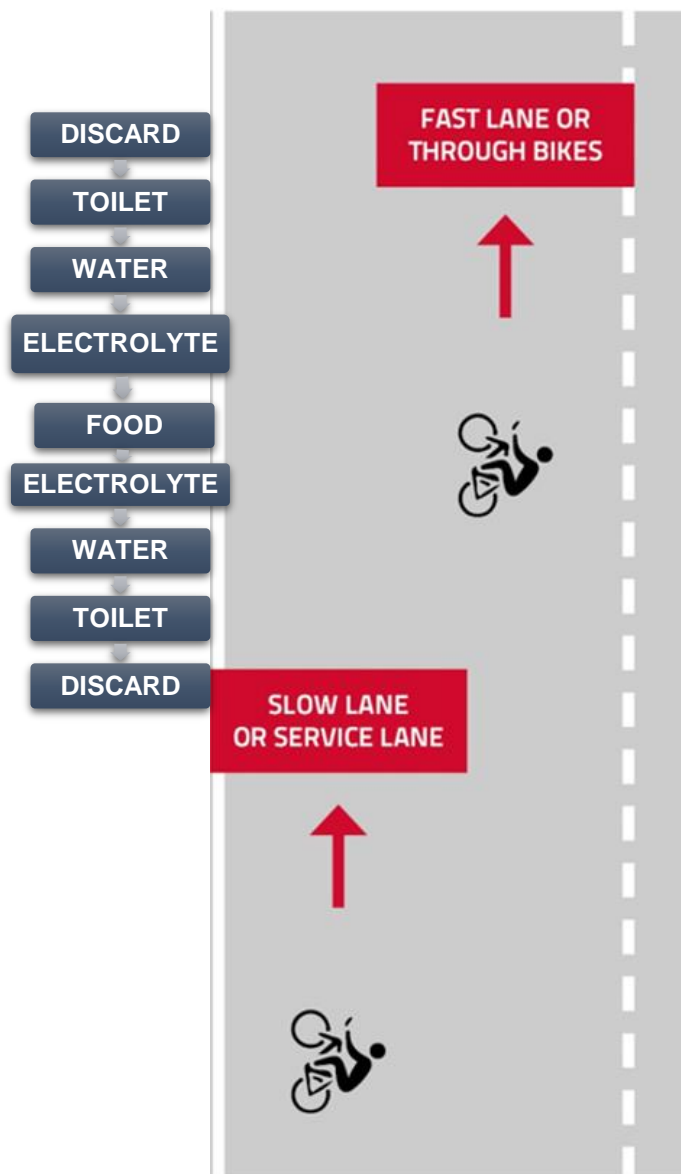 DISCARD
TOILET
WATER
ELECTROLYTE
FOOD
ELECTROLYTE
WATER
TOILET
DISCARD
FAST LANE OR
THROUGH BIKES
SLOW LANE
OR SERVICE LANE